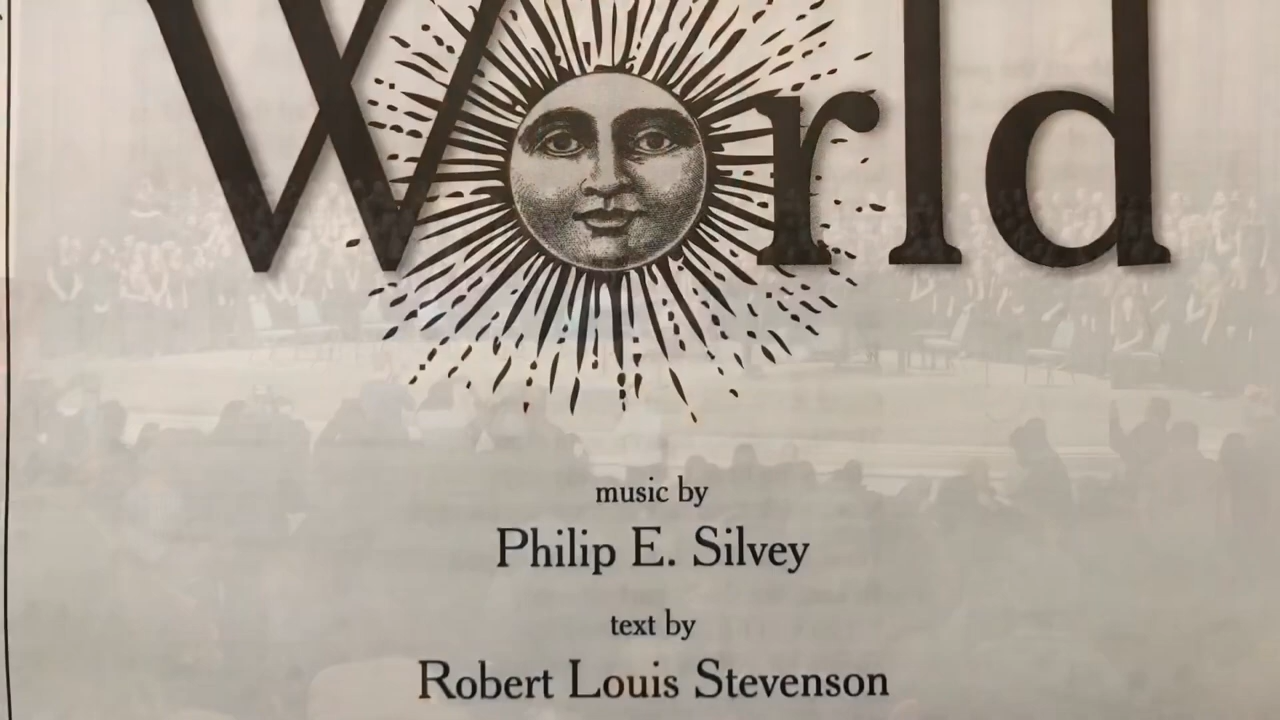 World
music by
Philip E. Silvey
text by
Robert Louis Stevenson